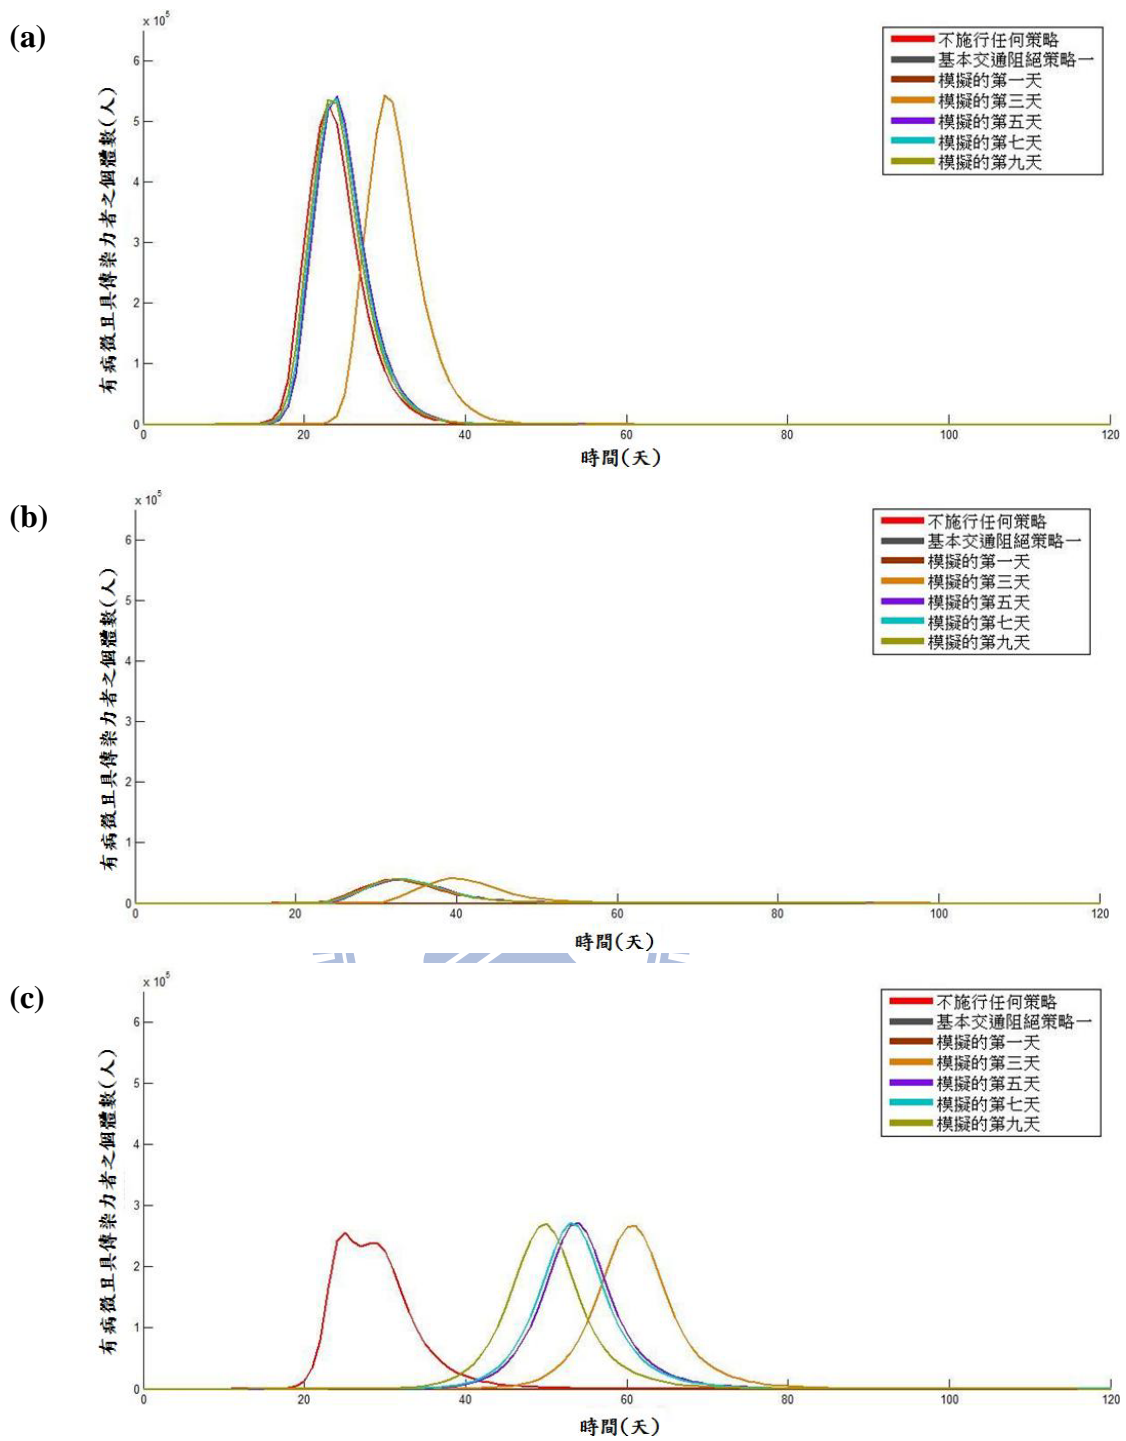 (a)
x 10^5
不施行任何策略
基本交通阻絕策略一
模擬的第一天
模擬的第三天
模擬的第五天
模擬的第七天
模擬的第九天
有病徵且具傳染力者之個體數(人)
6
5
4
3
2
1
0
0 20 40 60 80 100 120
時間(天)
(b)
x 10^5
不施行任何策略
基本交通阻絕策略一
模擬的第一天
模擬的第三天
模擬的第五天
模擬的第七天
模擬的第九天
有病徵且具傳染力者之個體數(人)
6
5
4
3
2
1
0
0 20 40 60 80 100 120
時間(天)
(c)
x 10^5
不施行任何策略
基本交通阻絕策略一
模擬的第一天
模擬的第三天
模擬的第五天
模擬的第七天
模擬的第九天
有病徵且具傳染力者之個體數(人)
6
5
4
3
2
1
0
0 20 40 60 80 100 120
時間(天)